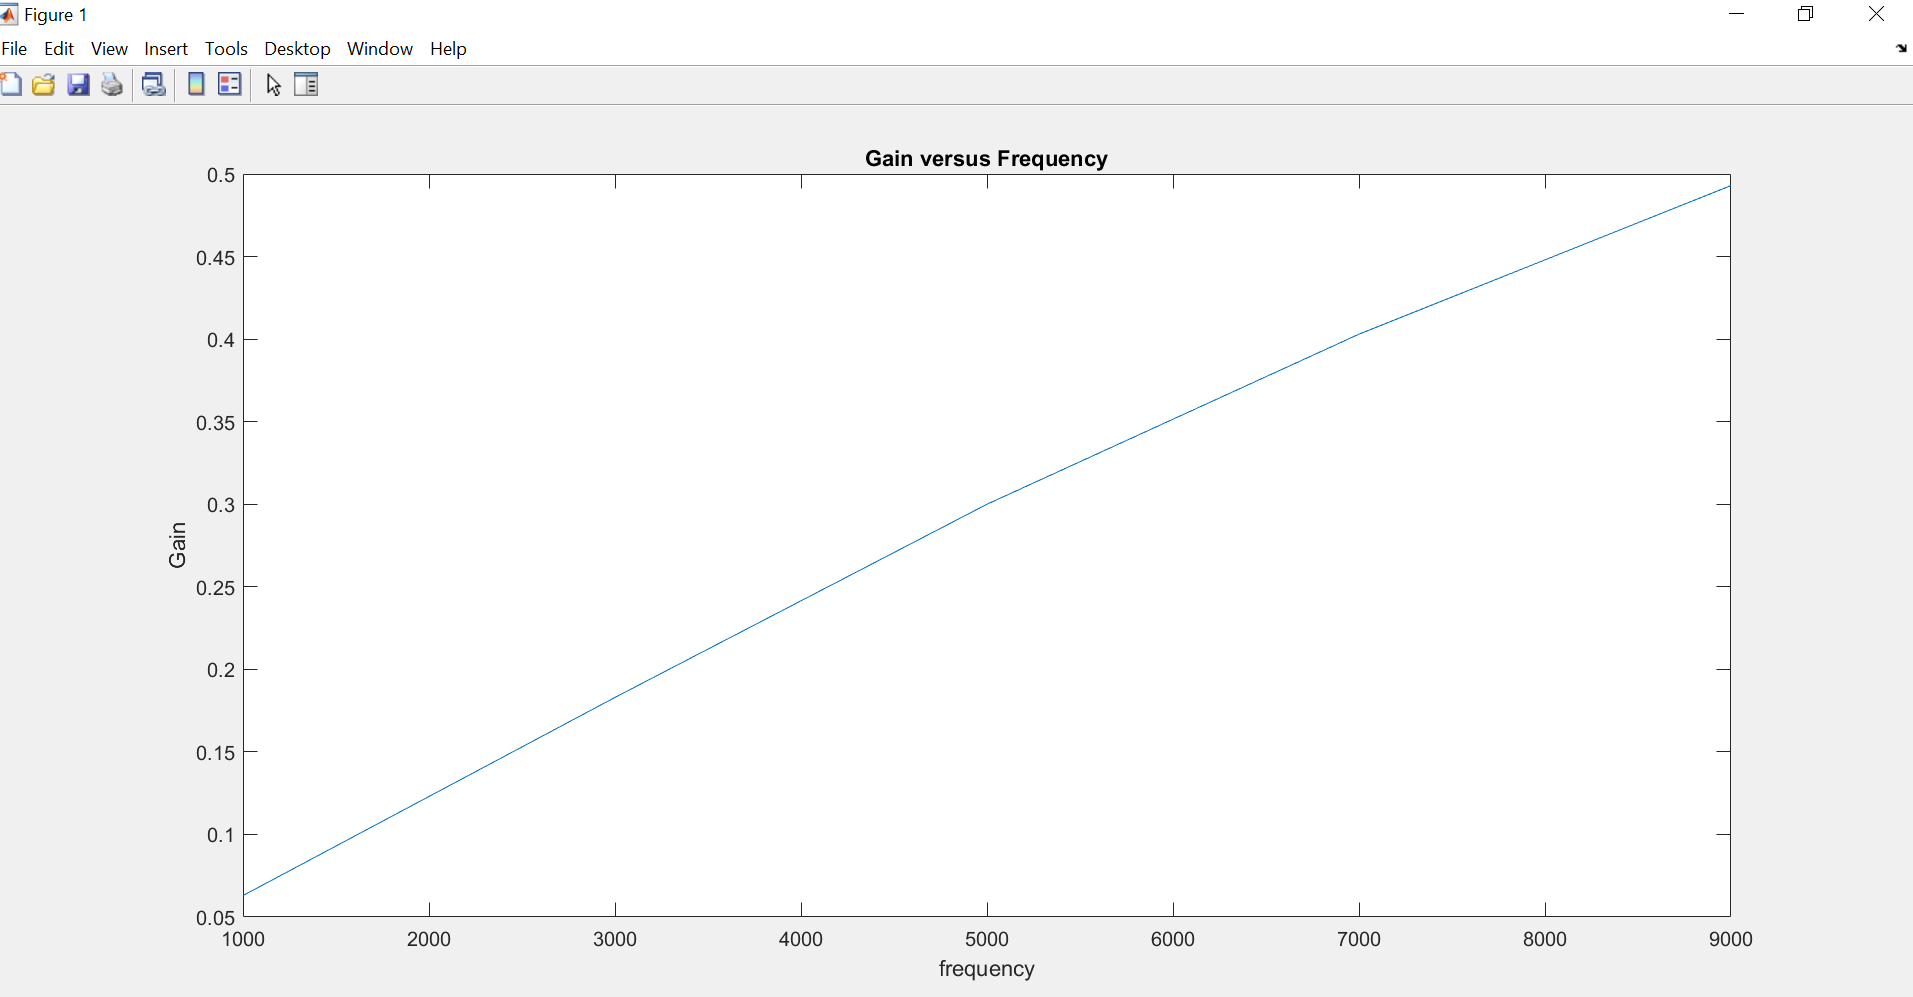 Figure 1
File Edit View Insert Tools Desktop Window Help
Gain versus Frequency
0.5
0.45
0.4
0.35
0.3
0.25
0.2
0.15
0.1
0.05
Gain
1000 2000 3000 4000 5000 6000 7000 8000 9000
frequency